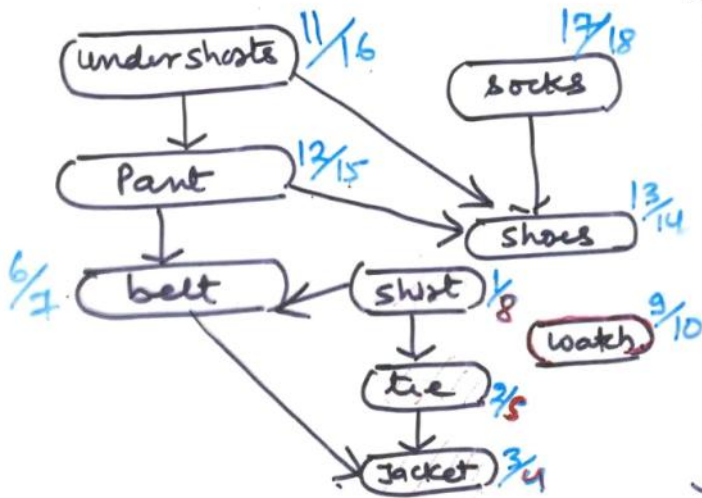 undershorts 11/16
socks 17/18
Pant 12/15
shoes 13/14
belt 6/7
shirt 1/8
watch 9/10
tie 2/5
Jacket 3/4